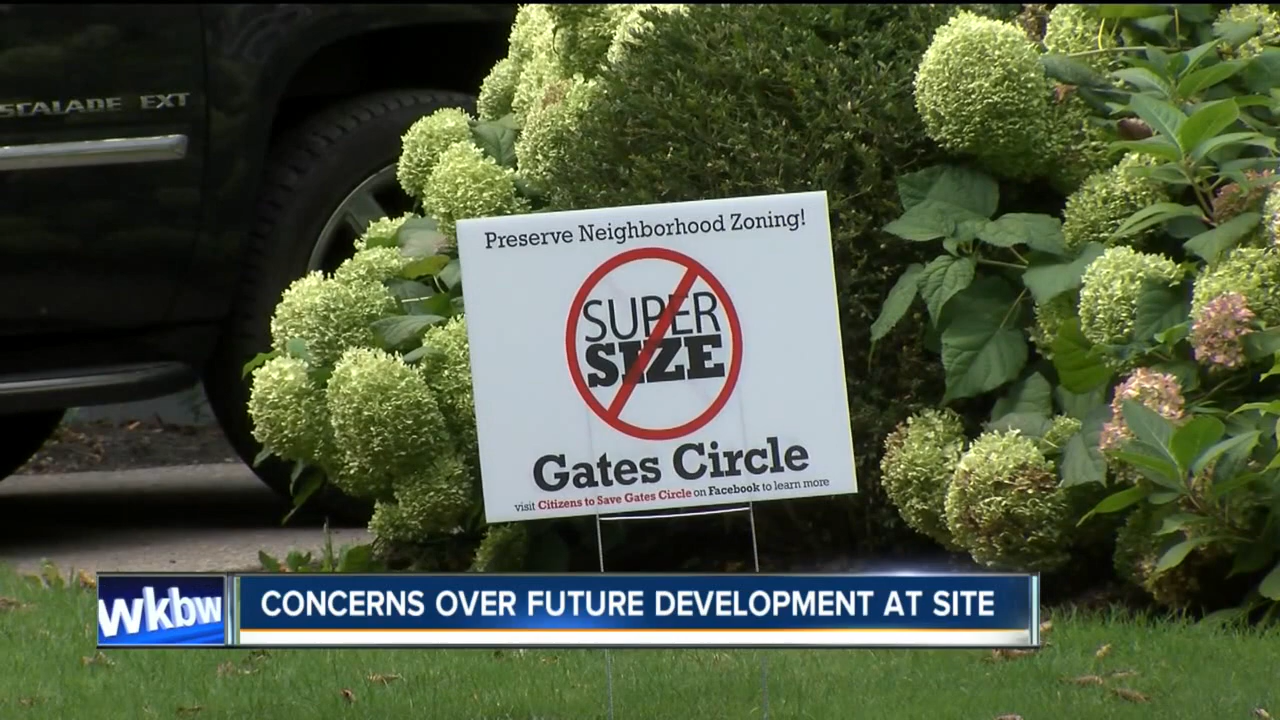 SCALADE EXT
Preserve Neighborhood Zoning!
SUPER
SIZE
Gates Circle
visit Citizens to Save Gates Circle on Facebook to learn more
wkbw
CONCERNS OVER FUTURE DEVELOPMENT AT SITE